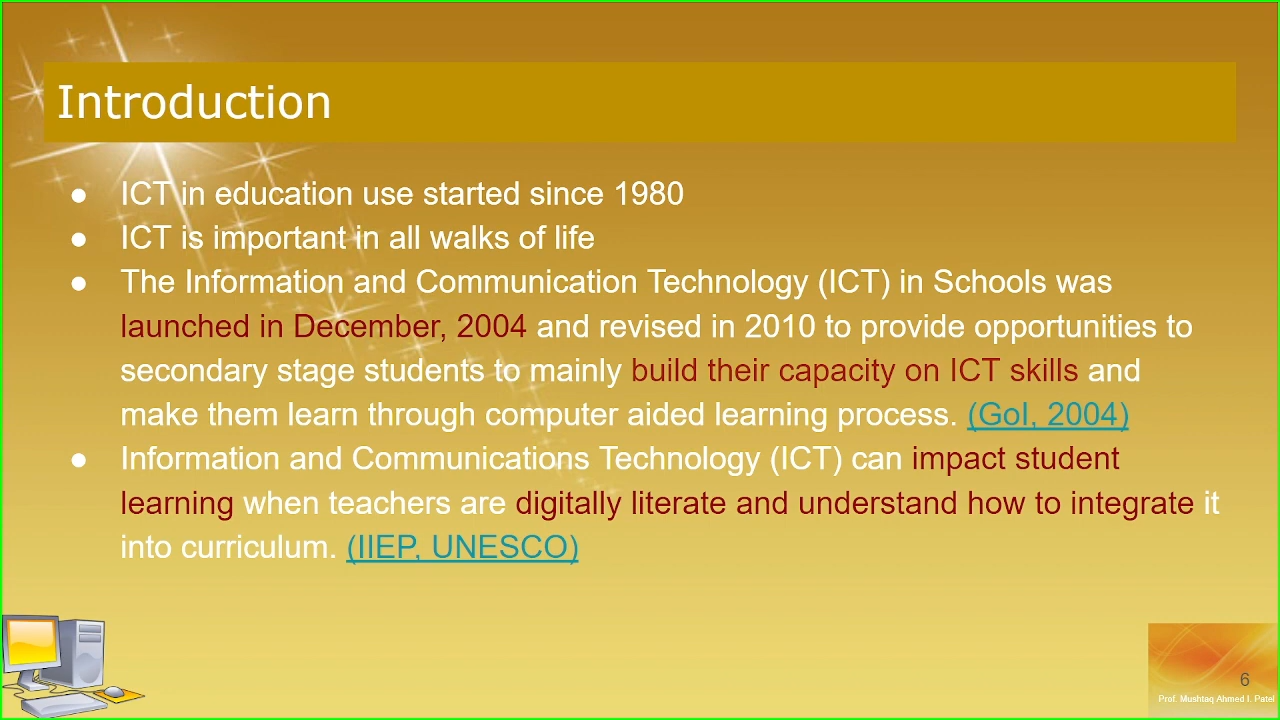 Introduction
● ICT in education use started since 1980
● ICT is important in all walks of life
● The Information and Communication Technology (ICT) in Schools was
launched in December, 2004 and revised in 2010 to provide opportunities to
secondary stage students to mainly build their capacity on ICT skills and
make them learn through computer aided learning process. (GoI, 2004)
● Information and Communications Technology (ICT) can impact student
learning when teachers are digitally literate and understand how to integrate it
into curriculum. (IIEP, UNESCO)
6
Prof. Mushtaq Ahmed I. Patel